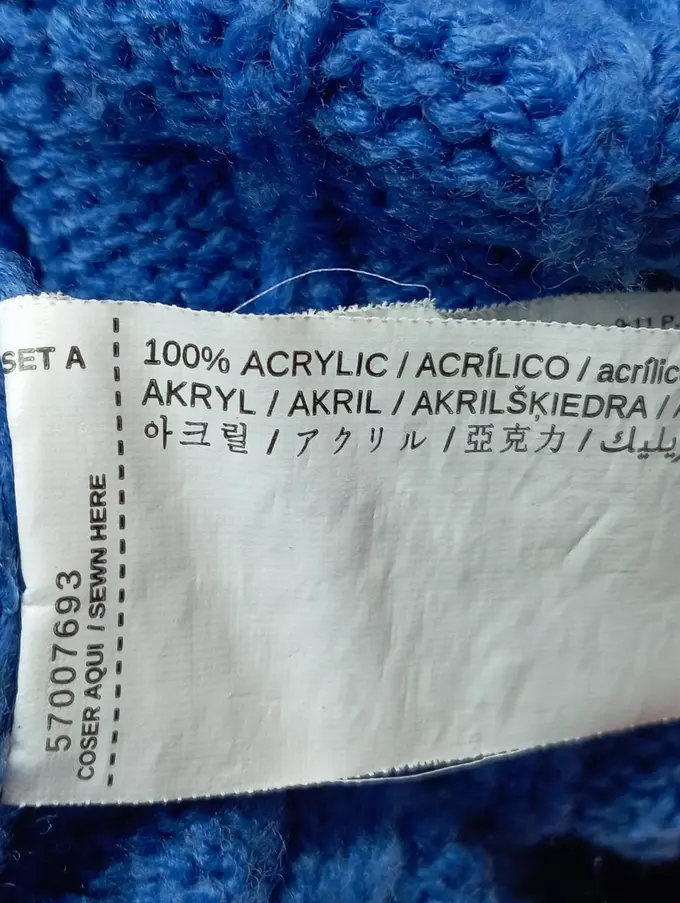 SET A
100% ACRYLIC / ACRÍLICO / acrílic
AKRYL / AKRIL / AKRILŠĶIEDRA /
아크릴 / アクリル / 亞克力 /
57007693
COSER AQUI / SEWN HERE